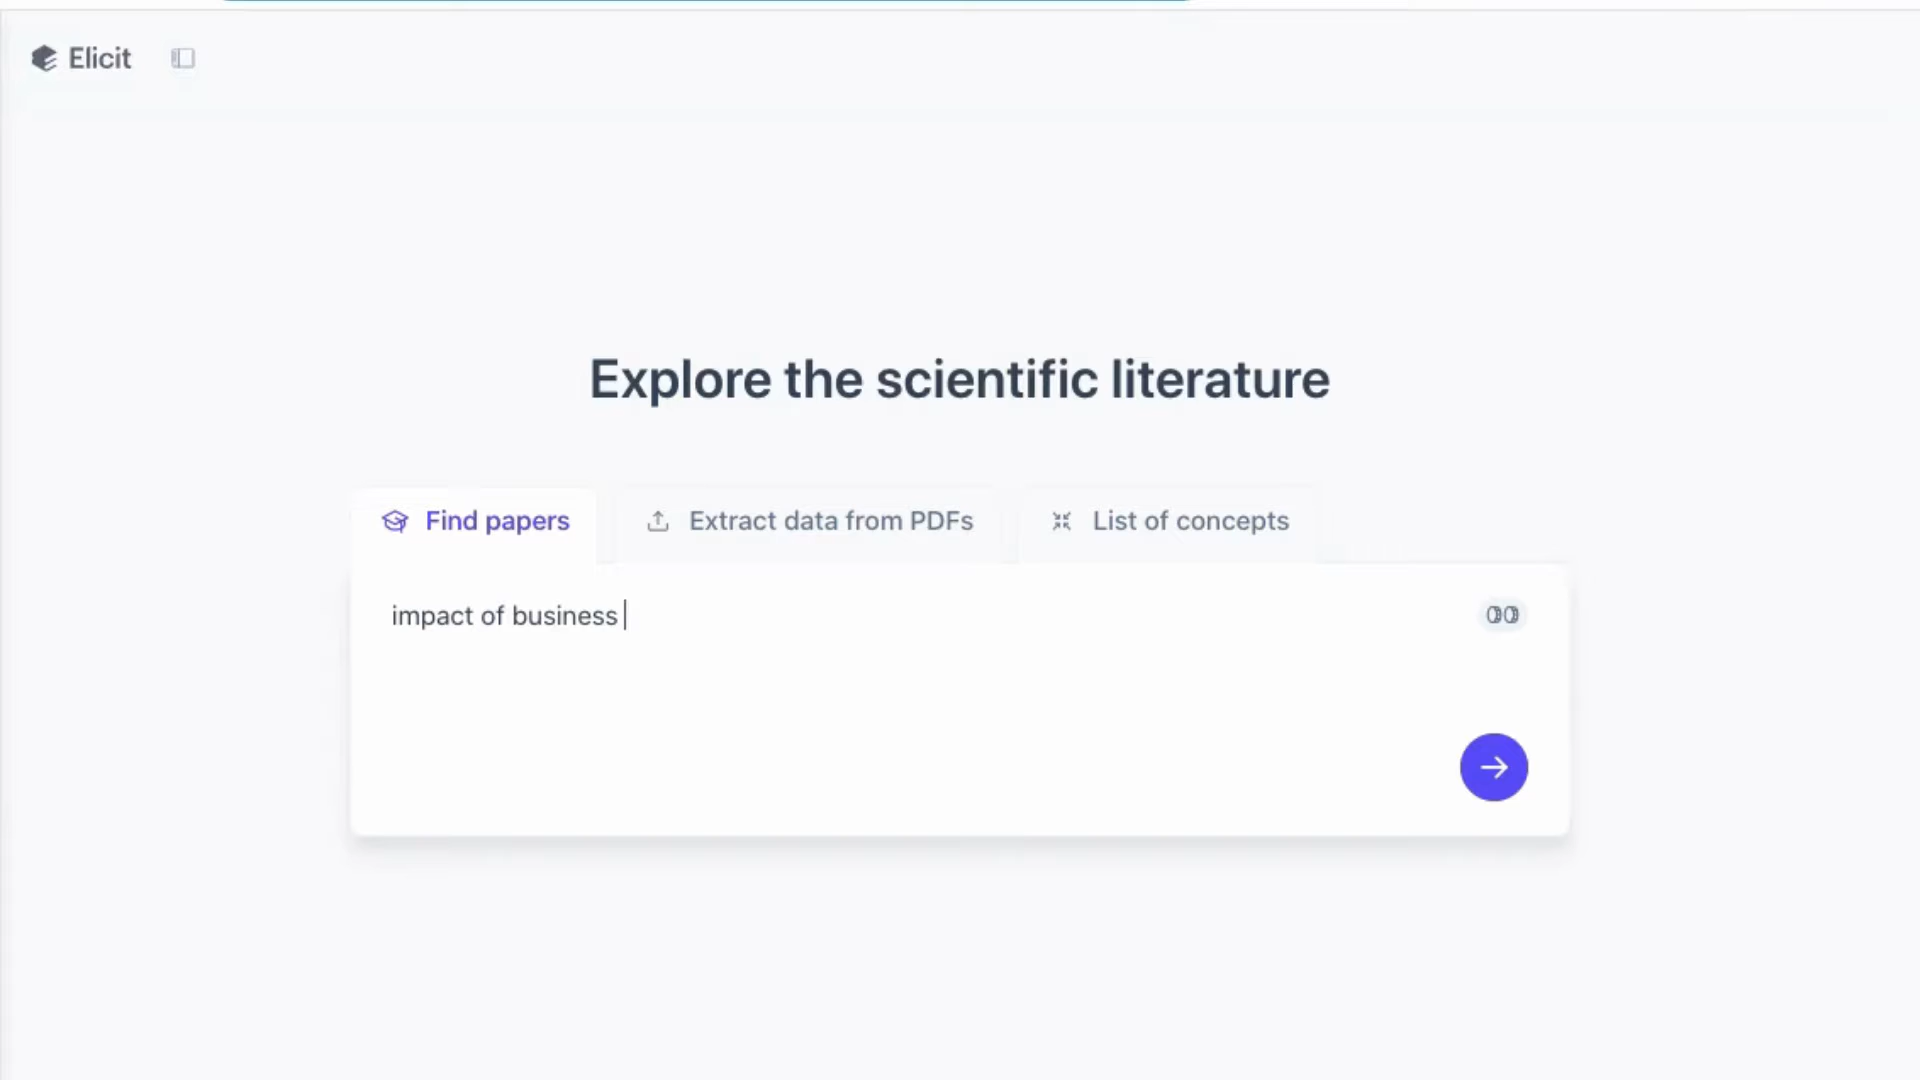 Elicit
Explore the scientific literature
Find papers
Extract data from PDFs
List of concepts
impact of business